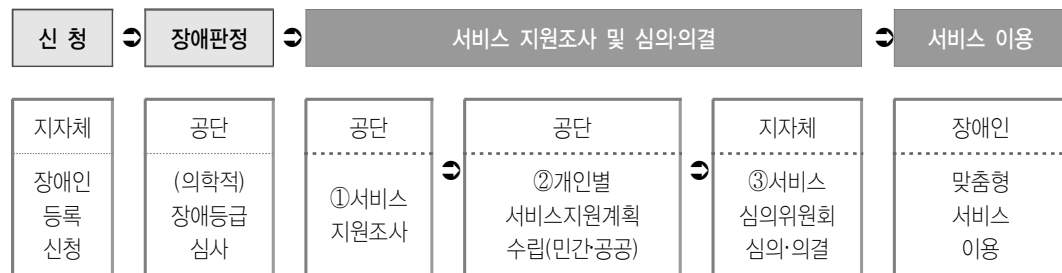 신 청
장애판정
서비스 지원조사 및 심의·의결
서비스 이용
지자체
장애인
등록
신청
공단
(의학적)
장애등급
심사
공단
①서비스
지원조사
공단
②개인별
서비스지원계획
수립(민간·공공)
지자체
③서비스
심의위원회
심의·의결
장애인
맞춤형
서비스
이용